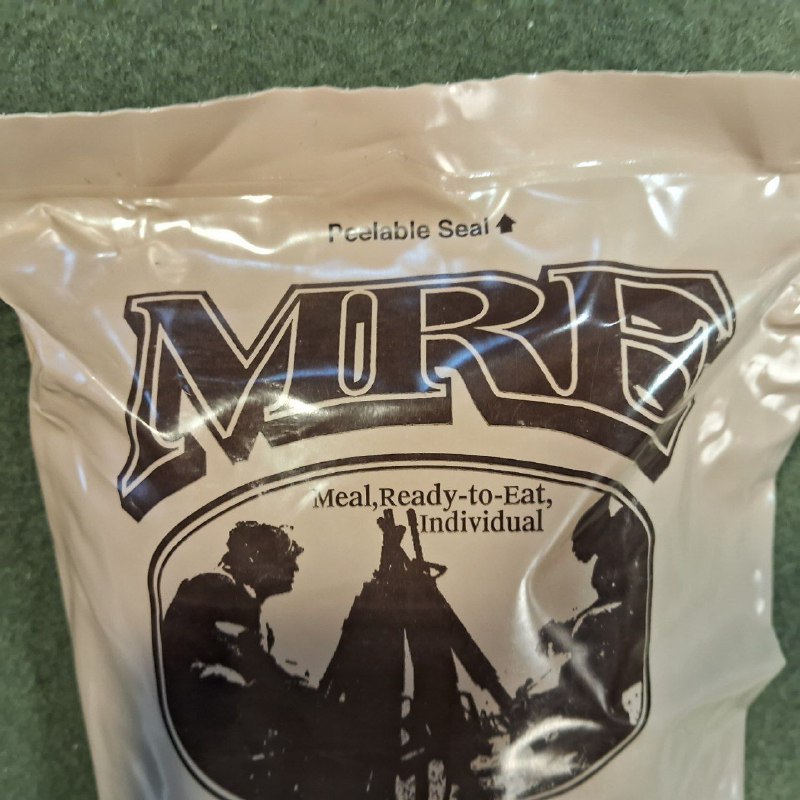 Peelable Seal
MRE
Meal,Ready-to-Eat,
Individual